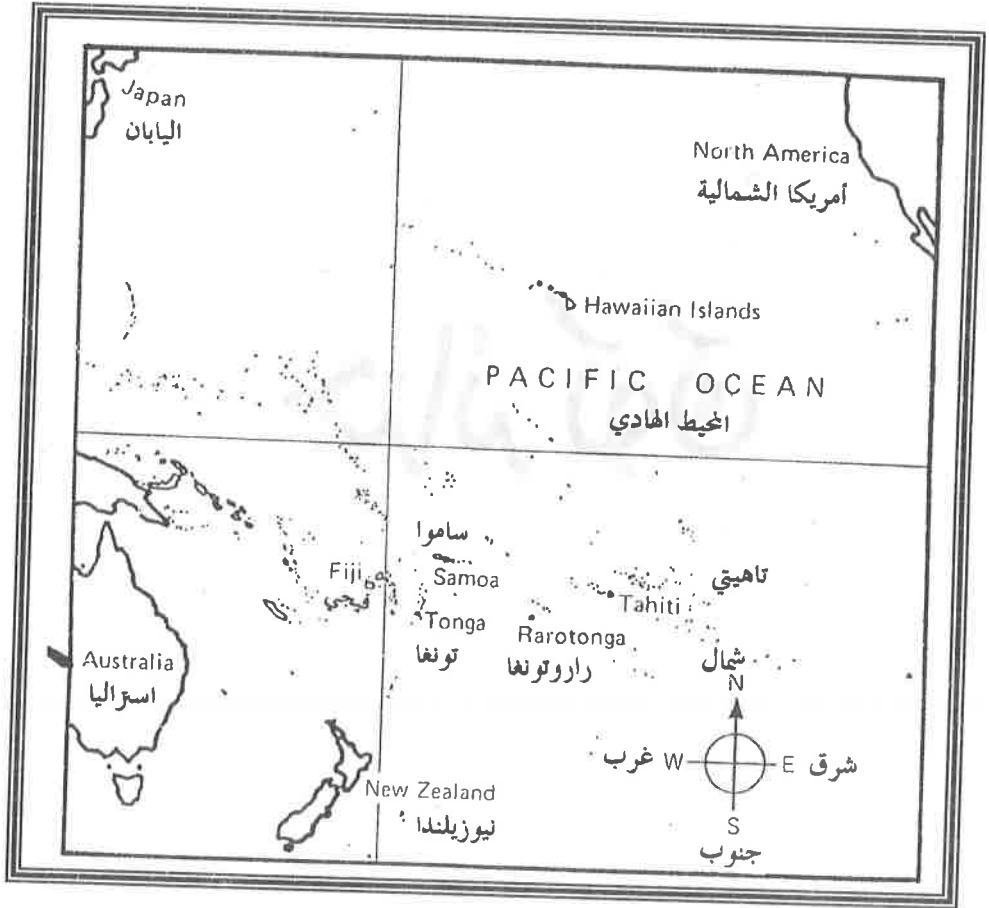 Japan
اليابان
North America
أمريكا الشمالية
Hawaiian Islands
PACIFIC OCEAN
المحيط الهادي
ساموا
Samoa
Fiji
فيجي
تاهيتي
Tahiti
Tonga
تونغا
Rarotonga
راروتونغا
Australia
استراليا
شمال
N
غرب W
E شرق
S
جنوب
New Zealand
نيوزيلندا